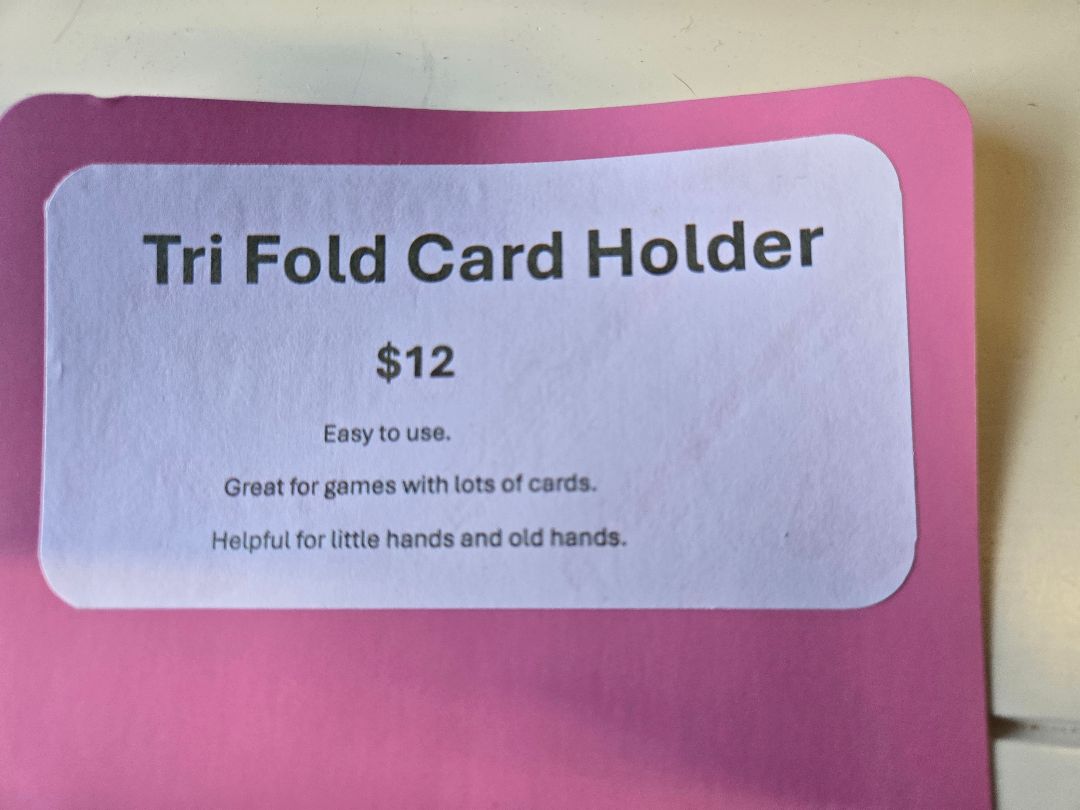 Tri Fold Card Holder
$12
Easy to use.
Great for games with lots of cards.
Helpful for little hands and old hands.